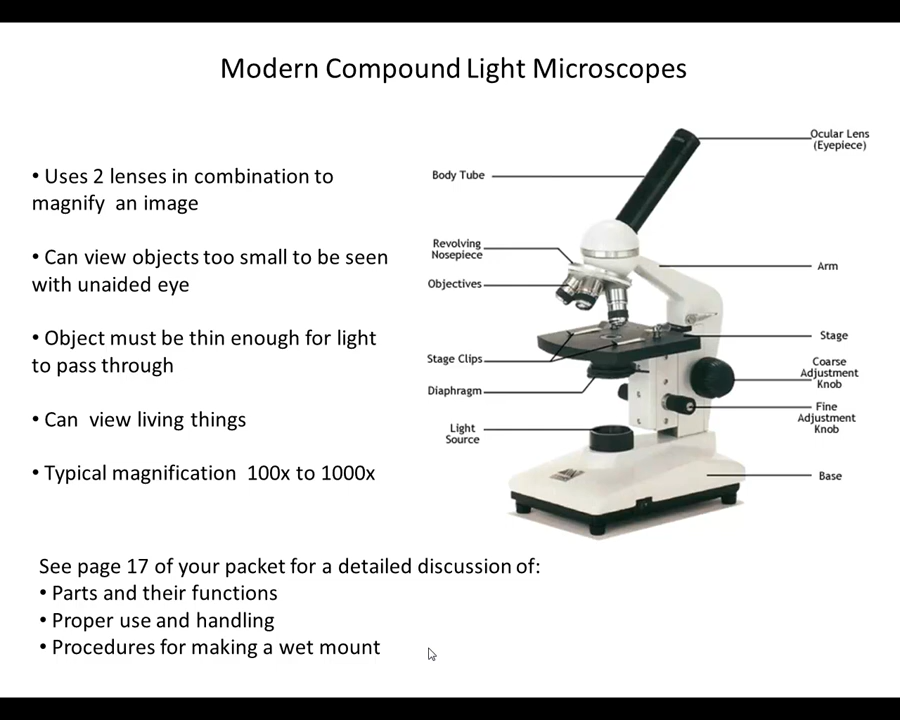 Modern Compound Light Microscopes
• Uses 2 lenses in combination to
magnify an image
• Can view objects too small to be seen
with unaided eye
• Object must be thin enough for light
to pass through
• Can view living things
• Typical magnification 100x to 1000x
Ocular Lens
(Eyepiece)
Body Tube
Revolving
Nosepiece
Arm
Objectives
Stage
Stage Clips
Coarse
Adjustment
Knob
Diaphragm
Fine
Adjustment
Knob
Light
Source
Base
See page 17 of your packet for a detailed discussion of:
• Parts and their functions
• Proper use and handling
• Procedures for making a wet mount